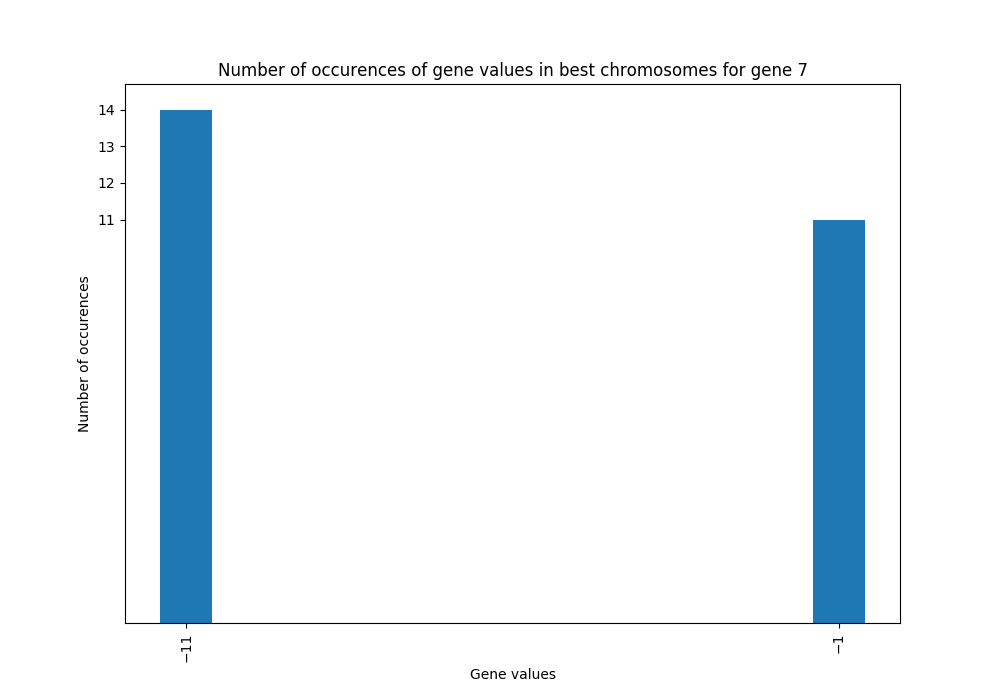 Number of occurences of gene values in best chromosomes for gene 7
14
13
12
11
Number of occurences
−11
−1
Gene values